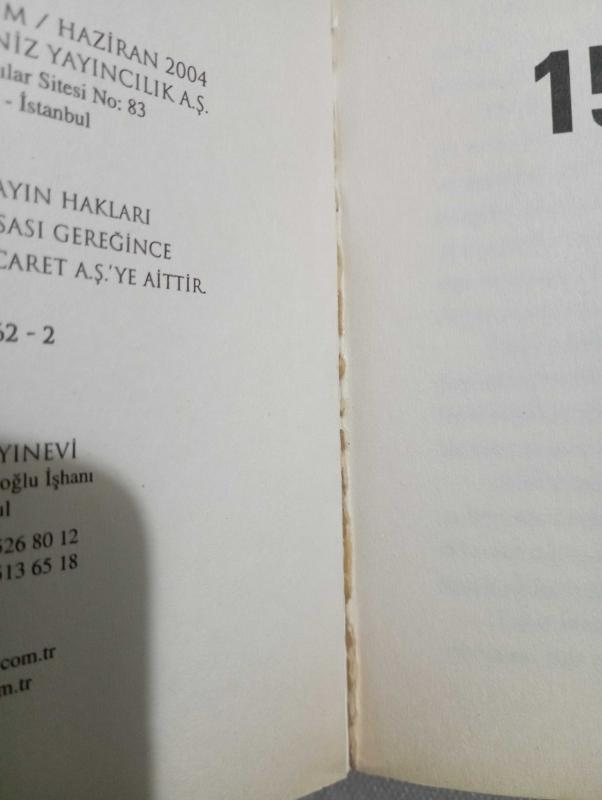 M / HAZİRAN 2004
NİZ YAYINCILIK A.Ş.
ılar Sitesi No: 83
- İstanbul
AYIN HAKLARI
SASI GEREĞİNCE
CARET A.Ş.'YE AİTTİR
62 - 2
YINEVİ
oğlu İşhanı
ul
526 80 12
513 65 18
com.tr
m.tr
15